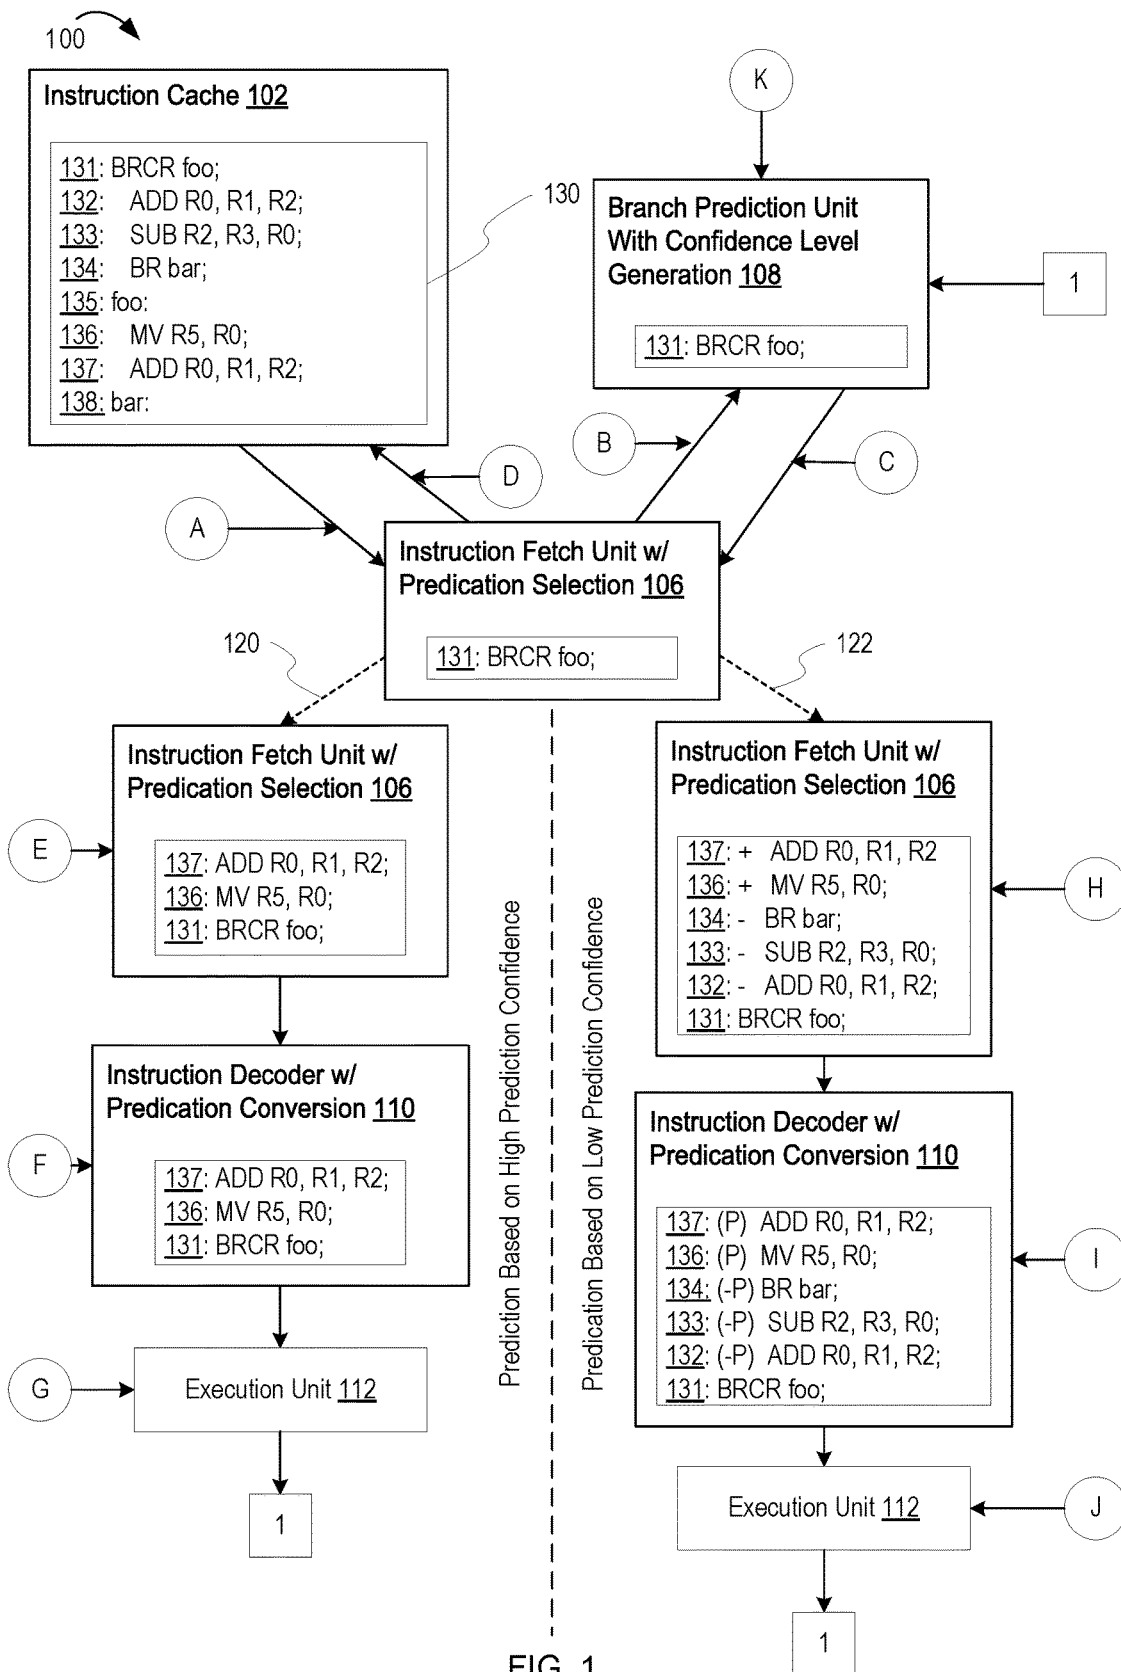 100
Instruction Cache 102
131: BRCR foo;
132: ADD R0, R1, R2;
133: SUB R2, R3, R0;
134: BR bar;
135: foo:
136: MV R5, R0;
137: ADD R0, R1, R2;
138: bar:
130
K
Branch Prediction Unit
With Confidence Level
Generation 108
131: BRCR foo;
1
A
D
B
C
Instruction Fetch Unit w/
Predication Selection 106
131: BRCR foo;
120
122
Instruction Fetch Unit w/
Predication Selection 106
137: ADD R0, R1, R2;
136: MV R5, R0;
131: BRCR foo;
E
Instruction Decoder w/
Predication Conversion 110
137: ADD R0, R1, R2;
136: MV R5, R0;
131: BRCR foo;
F
Execution Unit 112
G
1
Prediction Based on High Prediction Confidence
Predication Based on Low Prediction Confidence
Instruction Fetch Unit w/
Predication Selection 106
137: + ADD R0, R1, R2
136: + MV R5, R0;
134: - BR bar;
133: - SUB R2, R3, R0;
132: - ADD R0, R1, R2;
131: BRCR foo;
H
Instruction Decoder w/
Predication Conversion 110
137: (P) ADD R0, R1, R2;
136: (P) MV R5, R0;
134: (-P) BR bar;
133: (-P) SUB R2, R3, R0;
132: (-P) ADD R0, R1, R2;
131: BRCR foo;
I
Execution Unit 112
J
1
FIG. 1